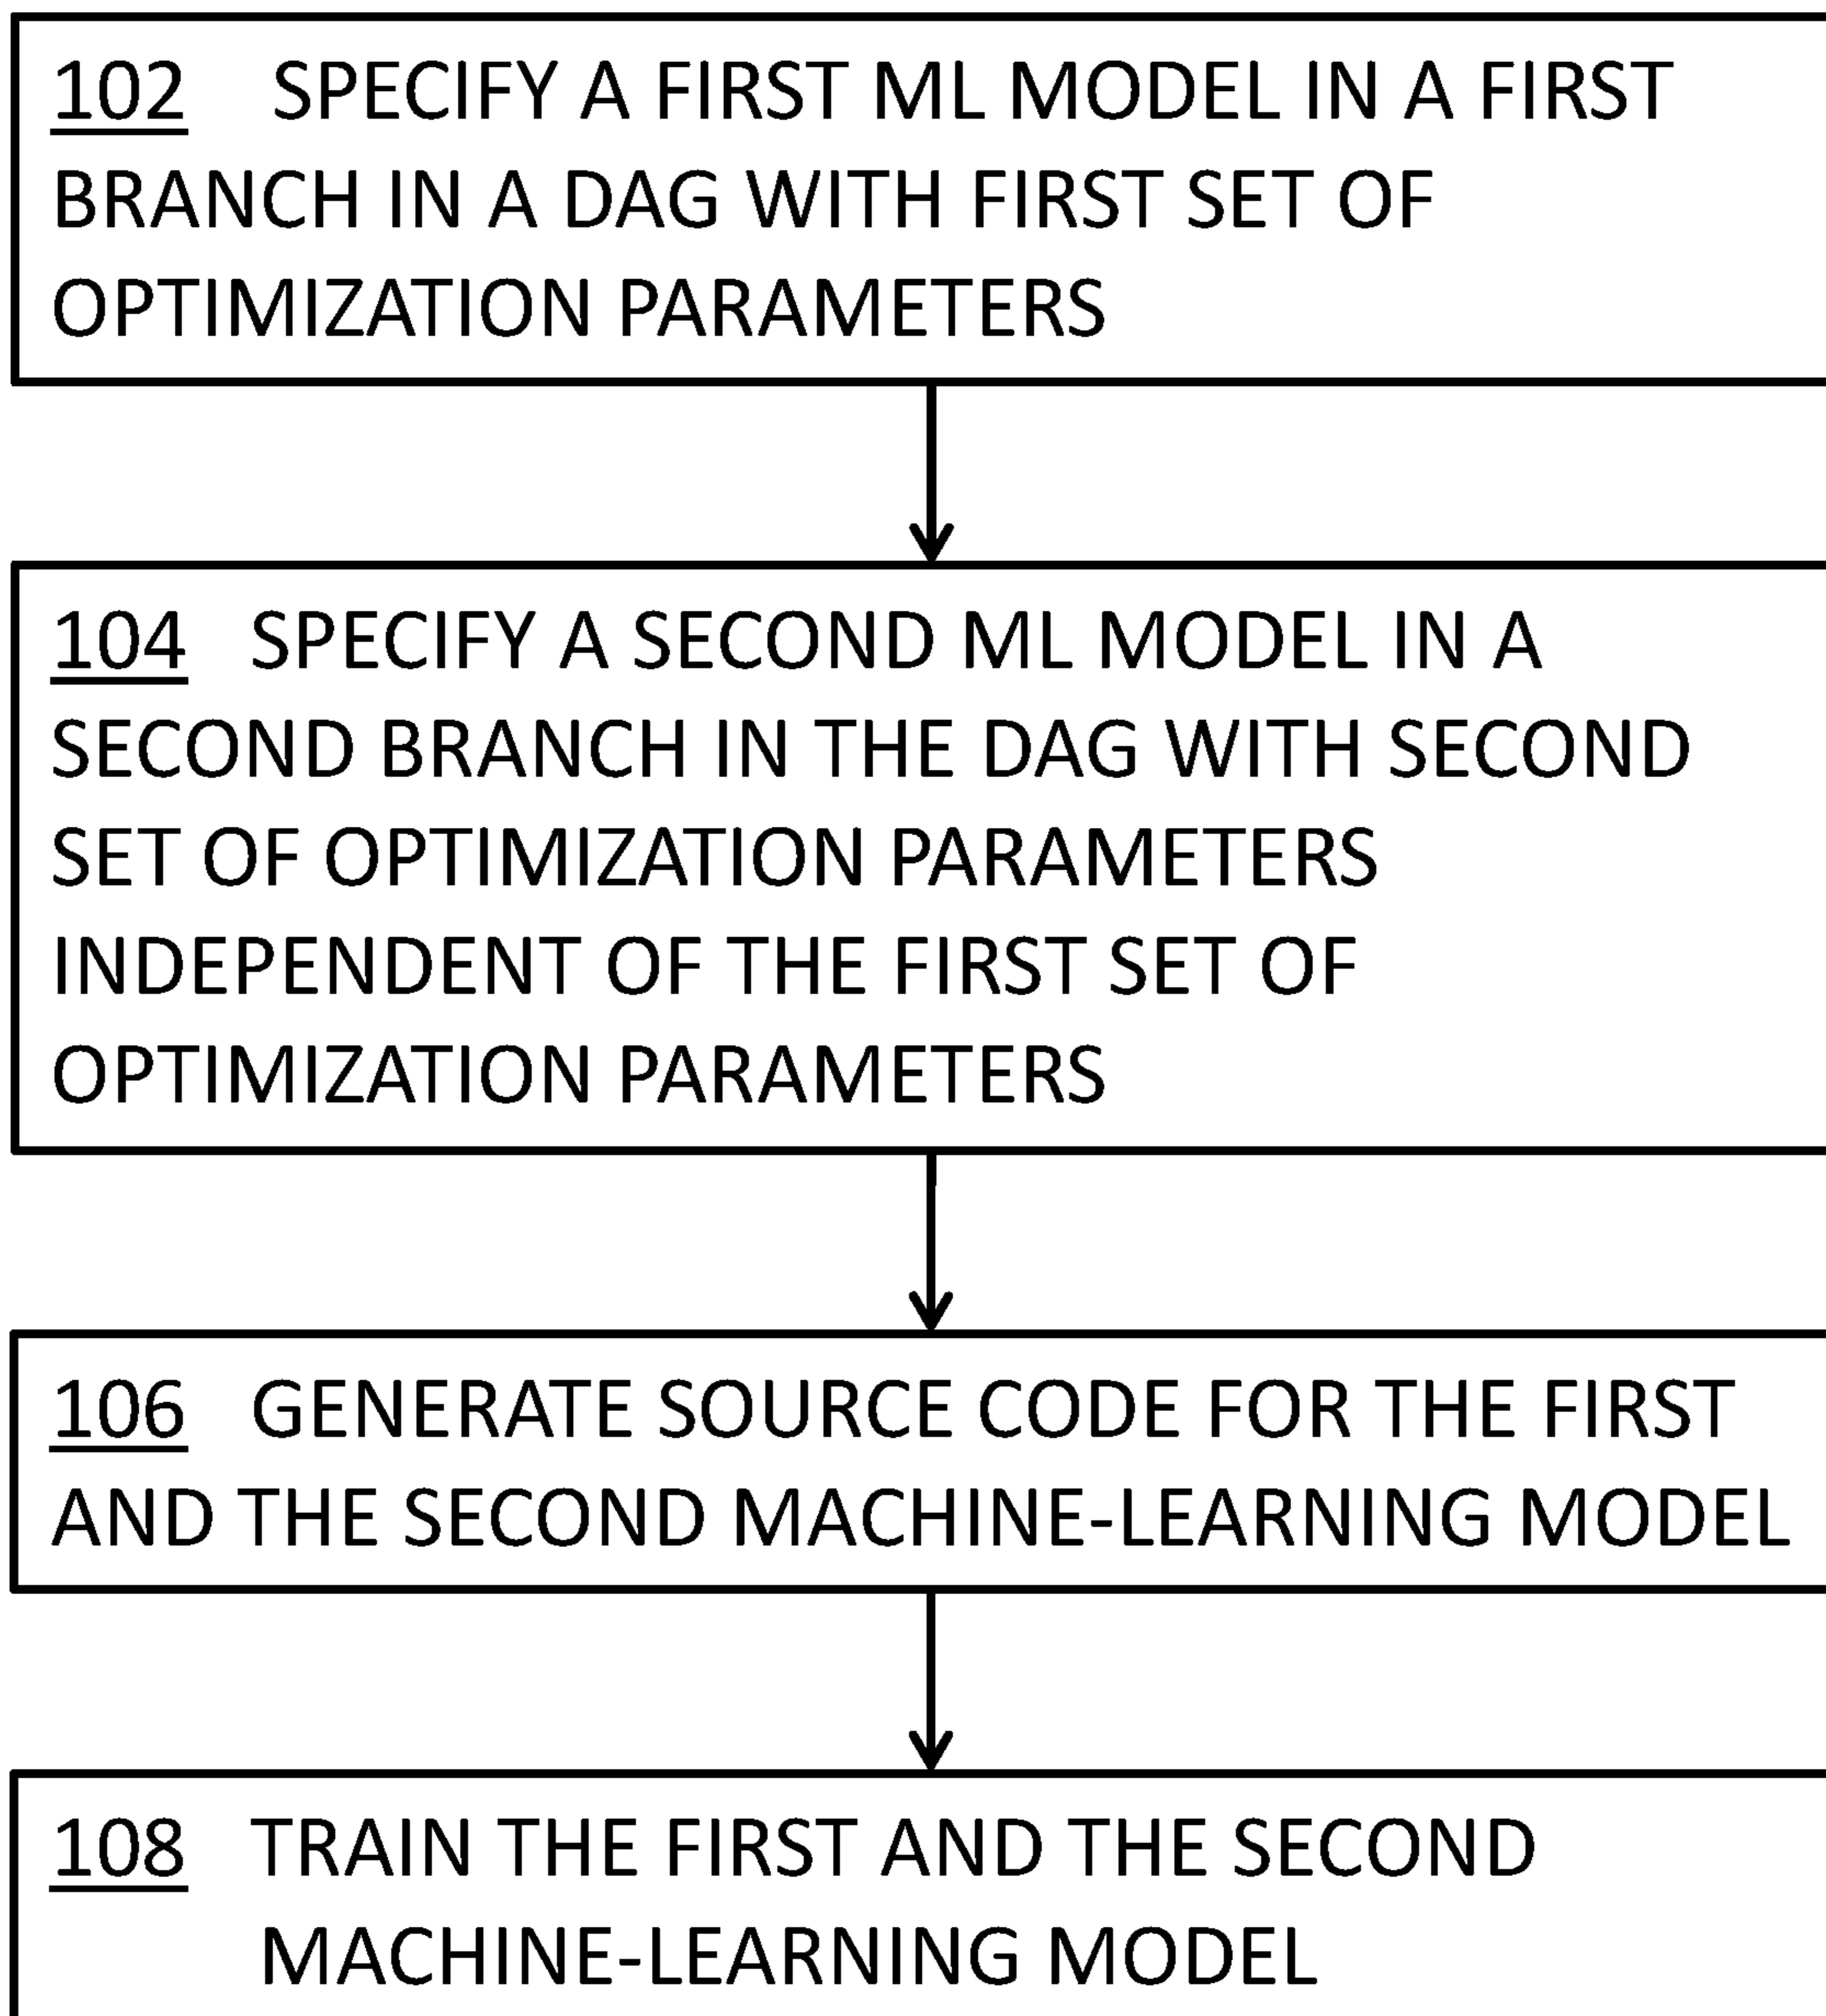 102 SPECIFY A FIRST ML MODEL IN A FIRST
BRANCH IN A DAG WITH FIRST SET OF
OPTIMIZATION PARAMETERS
104 SPECIFY A SECOND ML MODEL IN A
SECOND BRANCH IN THE DAG WITH SECOND
SET OF OPTIMIZATION PARAMETERS
INDEPENDENT OF THE FIRST SET OF
OPTIMIZATION PARAMETERS
106 GENERATE SOURCE CODE FOR THE FIRST
AND THE SECOND MACHINE-LEARNING MODEL
108 TRAIN THE FIRST AND THE SECOND
MACHINE-LEARNING MODEL